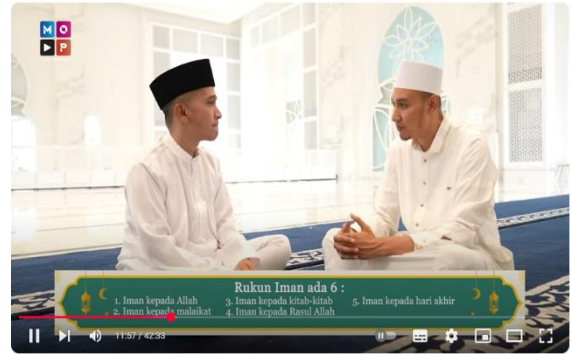 MO
P
Rukun Iman ada 6 :
1. Iman kepada Allah
2. Iman kepada malaikat
3. Iman kepada kitab-kitab
4. Iman kepada Rasul Allah
5. Iman kepada hari akhir
11:57 / 42:33